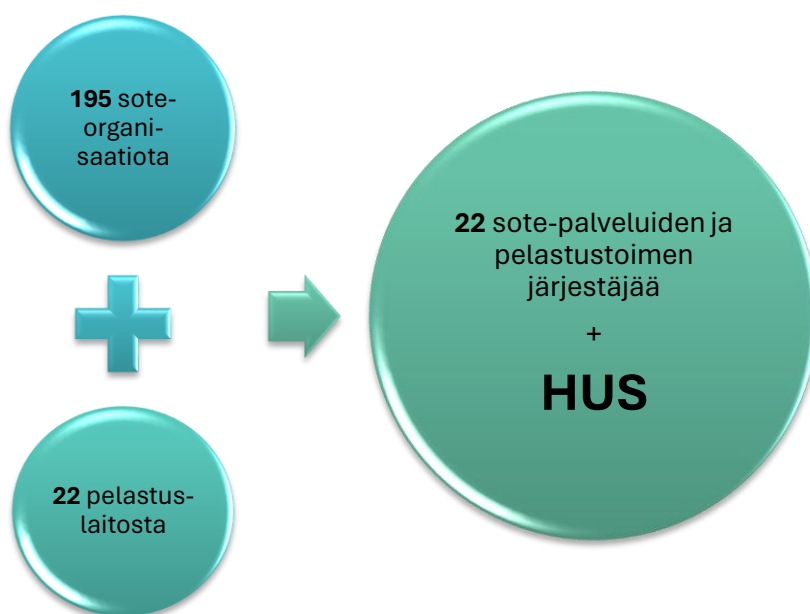 195 sote-
organi-
saatiota
22 pelastus-
laitosta
22 sote-palveluiden ja
pelastustoimen
järjestäjää
+
HUS